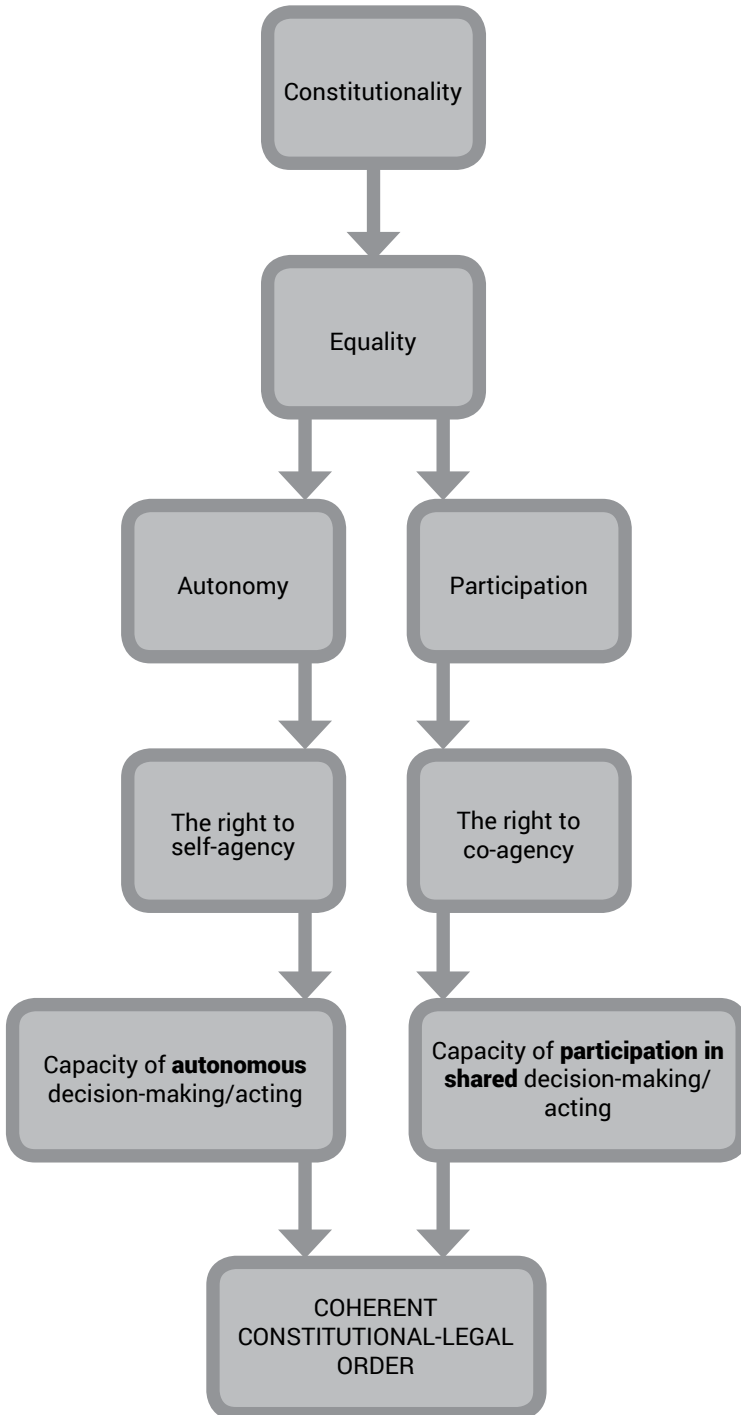 Constitutionality
Equality
Autonomy
Participation
The right to
self-agency
The right to
co-agency
Capacity of autonomous
decision-making/acting
Capacity of participation in
shared decision-making/
acting
COHERENT
CONSTITUTIONAL-LEGAL
ORDER